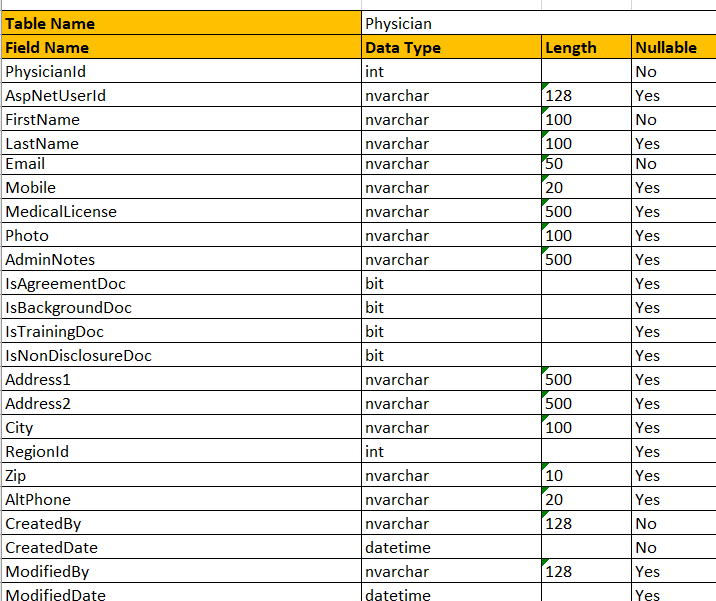 Table Name Physician
Field Name Data Type Length Nullable
PhysicianId int No
AspNetUserId nvarchar 128 Yes
FirstName nvarchar 100 No
LastName nvarchar 100 Yes
Email nvarchar 50 No
Mobile nvarchar 20 Yes
MedicalLicense nvarchar 500 Yes
Photo nvarchar 100 Yes
AdminNotes nvarchar 500 Yes
IsAgreementDoc bit Yes
IsBackgroundDoc bit Yes
IsTrainingDoc bit Yes
IsNonDisclosureDoc bit Yes
Address1 nvarchar 500 Yes
Address2 nvarchar 500 Yes
City nvarchar 100 Yes
RegionId int Yes
Zip nvarchar 10 Yes
AltPhone nvarchar 20 Yes
CreatedBy nvarchar 128 No
CreatedDate datetime No
ModifiedBy nvarchar 128 Yes
ModifiedDate datetime Yes